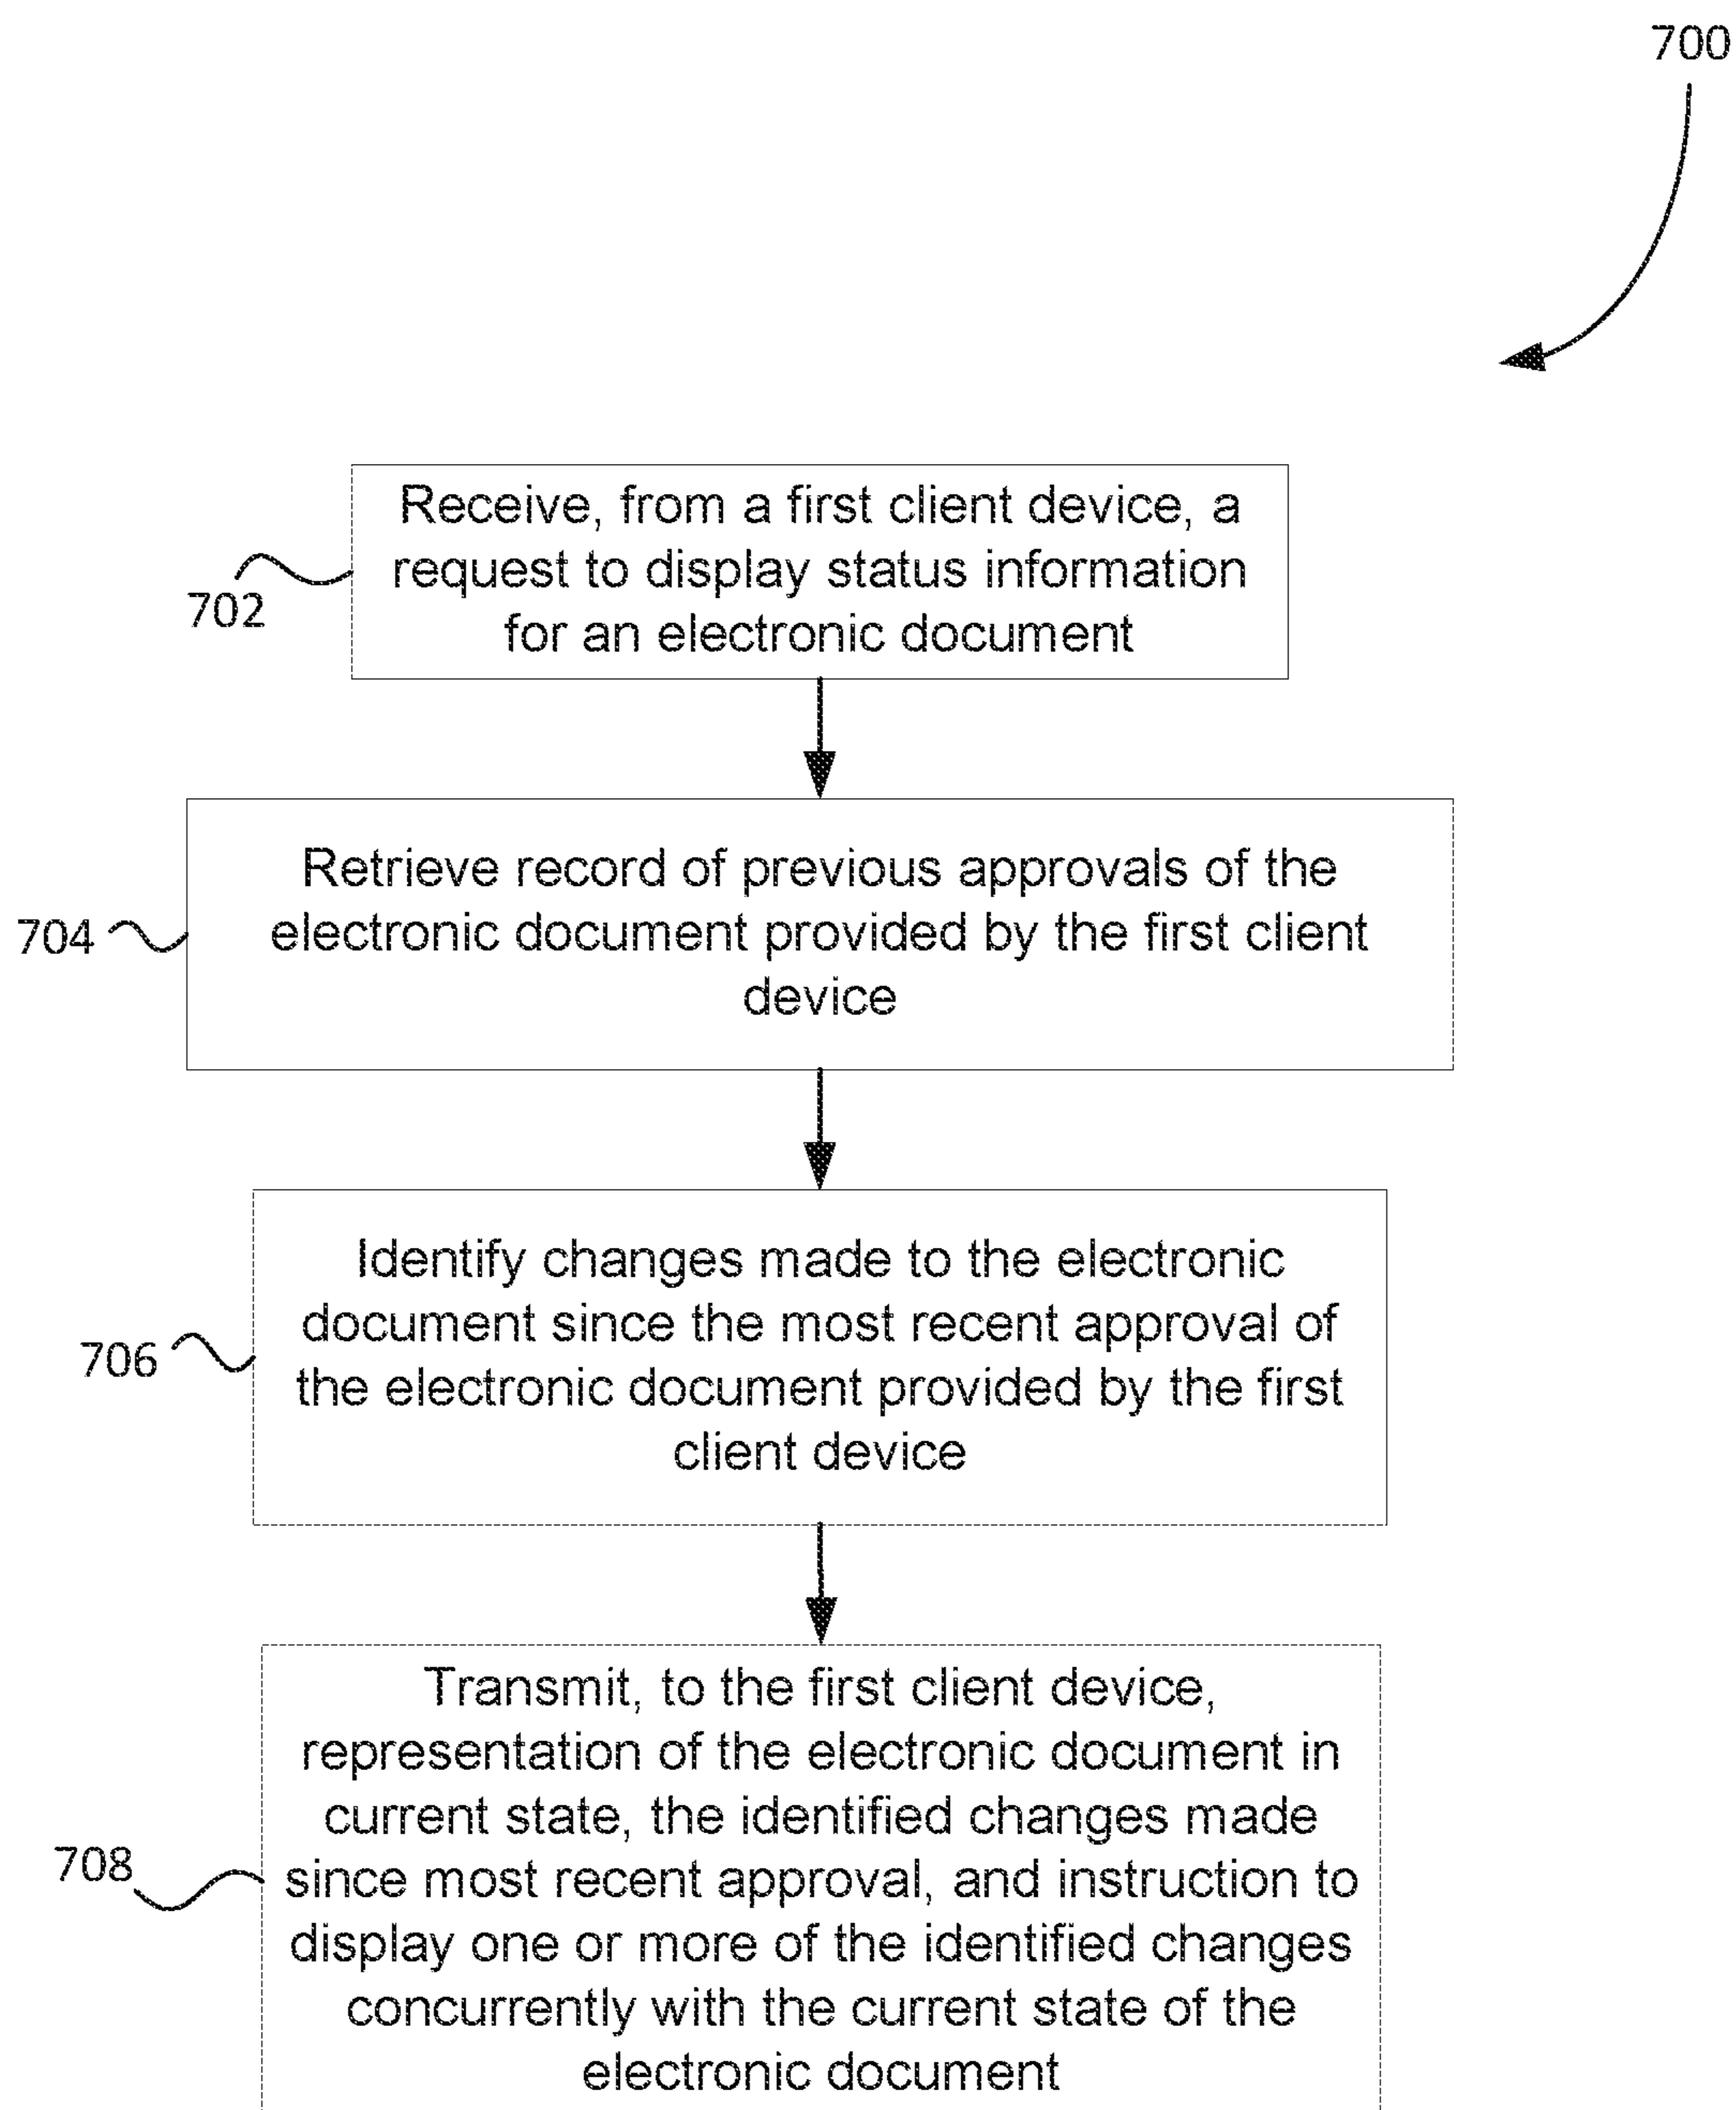 700
Receive, from a first client device, a
request to display status information
for an electronic document
702
Retrieve record of previous approvals of the
electronic document provided by the first client
device
704
Identify changes made to the electronic
document since the most recent approval of
the electronic document provided by the first
client device
706
Transmit, to the first client device,
representation of the electronic document in
current state, the identified changes made
since most recent approval, and instruction to
display one or more of the identified changes
concurrently with the current state of the
electronic document
708